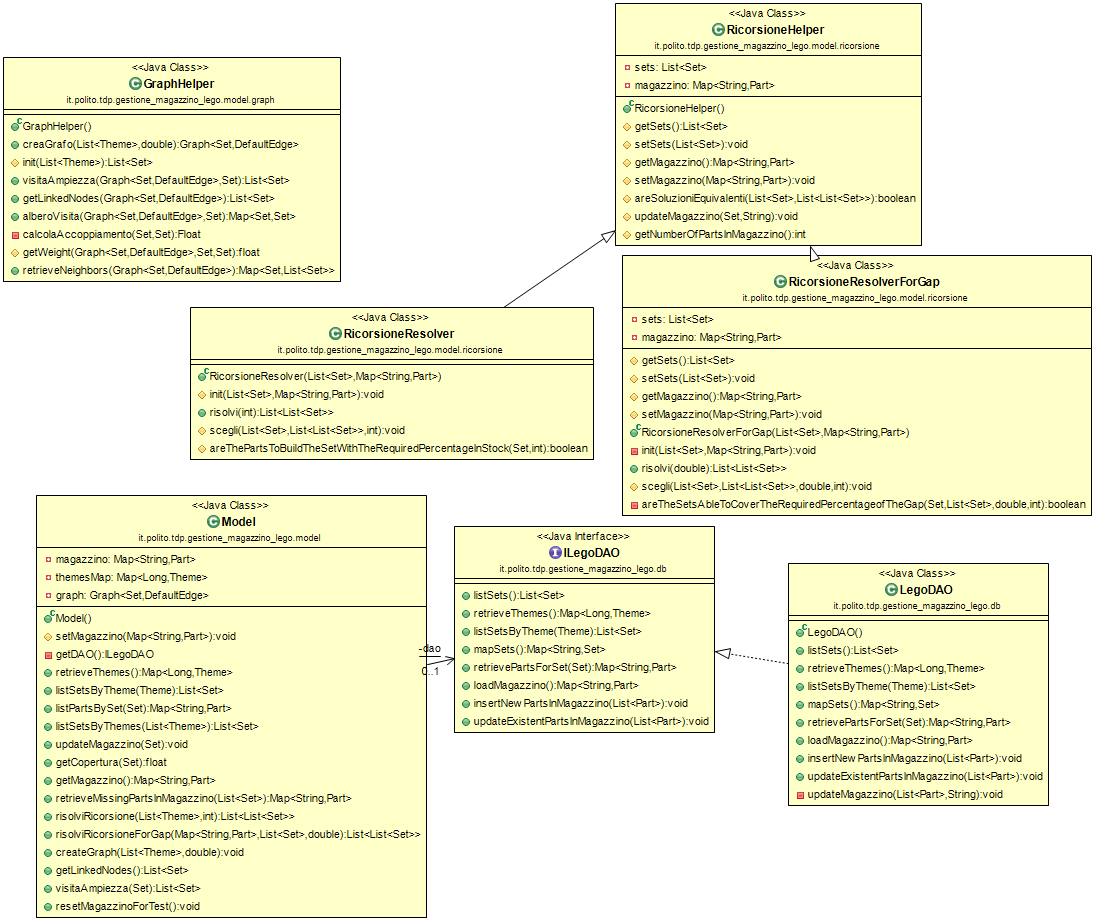 <<Java Class>>
GraphHelper
it.polito.tdp.gestione_magazzino_lego.model.graph
GraphHelper()
creaGrafo(List<Theme>,double):Graph<Set,DefaultEdge>
init(List<Theme>):List<Set>
visitaAmpiezza(Graph<Set,DefaultEdge>,Set):List<Set>
getLinkedNodes(Graph<Set,DefaultEdge>):List<Set>
alberoVisita(Graph<Set,DefaultEdge>,Set):Map<Set,Set>
calcolaAccoppiamento(Set,Set):Float
getWeight(Graph<Set,DefaultEdge>,Set,Set):float
retrieveNeighbors(Graph<Set,DefaultEdge>):Map<Set,List<Set>>
<<Java Class>>
RicorsioneHelper
it.polito.tdp.gestione_magazzino_lego.model.ricorsione
sets: List<Set>
magazzino: Map<String,Part>
RicorsioneHelper()
getSets():List<Set>
setSets(List<Set>):void
getMagazzino():Map<String,Part>
setMagazzino(Map<String,Part>):void
areSoluzioniEquivalenti(List<Set>,List<List<Set>>):boolean
updateMagazzino(Set,String):void
getNumberOfPartsInMagazzino():int
<<Java Class>>
RicorsioneResolver
it.polito.tdp.gestione_magazzino_lego.model.ricorsione
RicorsioneResolver(List<Set>,Map<String,Part>)
init(List<Set>,Map<String,Part>):void
risolvi(int):List<List<Set>>
scegli(List<Set>,List<List<Set>>,int):void
areThePartsToBuildTheSetWithTheRequiredPercentageInStock(Set,int):boolean
<<Java Class>>
RicorsioneResolverForGap
it.polito.tdp.gestione_magazzino_lego.model.ricorsione
sets: List<Set>
magazzino: Map<String,Part>
getSets():List<Set>
setSets(List<Set>):void
getMagazzino():Map<String,Part>
setMagazzino(Map<String,Part>):void
RicorsioneResolverForGap(List<Set>,Map<String,Part>)
init(List<Set>,Map<String,Part>):void
risolvi(double):List<List<Set>>
scegli(List<Set>,List<List<Set>>,double,int):void
areTheSetsAbleToCoverTheRequiredPercentageofTheGap(Set,List<Set>,double,int):boolean
<<Java Class>>
Model
it.polito.tdp.gestione_magazzino_lego.model
magazzino: Map<String,Part>
themesMap: Map<Long,Theme>
graph: Graph<Set,DefaultEdge>
Model()
setMagazzino(Map<String,Part>):void
getDAO():ILegoDAO
retrieveThemes():Map<Long,Theme>
listSetsByTheme(Theme):List<Set>
listPartsBySet(Set):Map<String,Part>
listSetsByThemes(List<Theme>):List<Set>
updateMagazzino(Set):void
getCopertura(Set):float
getMagazzino():Map<String,Part>
retrieveMissingPartsInMagazzino(List<Set>):Map<String,Part>
risolviRicorsione(List<Theme>,int):List<List<Set>>
risolviRicorsioneForGap(Map<String,Part>,List<Set>,double):List<List<Set>>
createGraph(List<Theme>,double):void
getLinkedNodes():List<Set>
visitaAmpiezza(Set):List<Set>
resetMagazzinoForTest():void
-dao
0..1
<<Java Interface>>
ILegoDAO
it.polito.tdp.gestione_magazzino_lego.db
listSets():List<Set>
retrieveThemes():Map<Long,Theme>
listSetsByTheme(Theme):List<Set>
mapSets():Map<String,Set>
retrievePartsForSet(Set):Map<String,Part>
loadMagazzino():Map<String,Part>
insertNewPartsInMagazzino(List<Part>):void
updateExistentPartsInMagazzino(List<Part>):void
<<Java Class>>
LegoDAO
it.polito.tdp.gestione_magazzino_lego.db
LegoDAO()
listSets():List<Set>
retrieveThemes():Map<Long,Theme>
listSetsByTheme(Theme):List<Set>
mapSets():Map<String,Set>
retrievePartsForSet(Set):Map<String,Part>
loadMagazzino():Map<String,Part>
insertNewPartsInMagazzino(List<Part>):void
updateExistentPartsInMagazzino(List<Part>):void
updateMagazzino(List<Part>,String):void